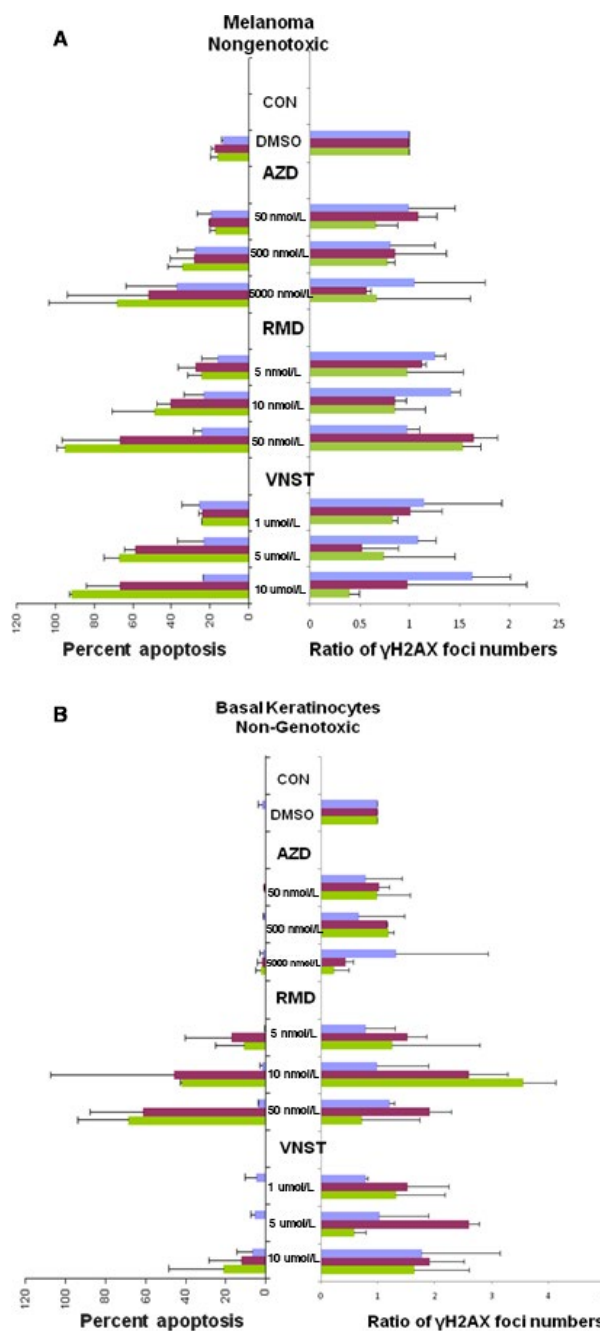 A
Melanoma
Nongenotoxic
CON
DMSO
AZD
50 nmol/L
500 nmol/L
5000 nmol/L
RMD
5 nmol/L
10 nmol/L
50 nmol/L
VNST
1 umol/L
5 umol/L
10 umol/L
120 100 80 60 40 20 0
0 0.5 1 1.5 2 25
Percent apoptosis
Ratio of γH2AX foci numbers
B
Basal Keratinocytes
Non-Genotoxic
CON
DMSO
AZD
50 nmol/L
500 nmol/L
5000 nmol/L
RMD
5 nmol/L
10 nmol/L
50 nmol/L
VNST
1 umol/L
5 umol/L
10 umol/L
120 100 80 60 40 20 0
0 1 2 3 4
Percent apoptosis
Ratio of γH2AX foci numbers